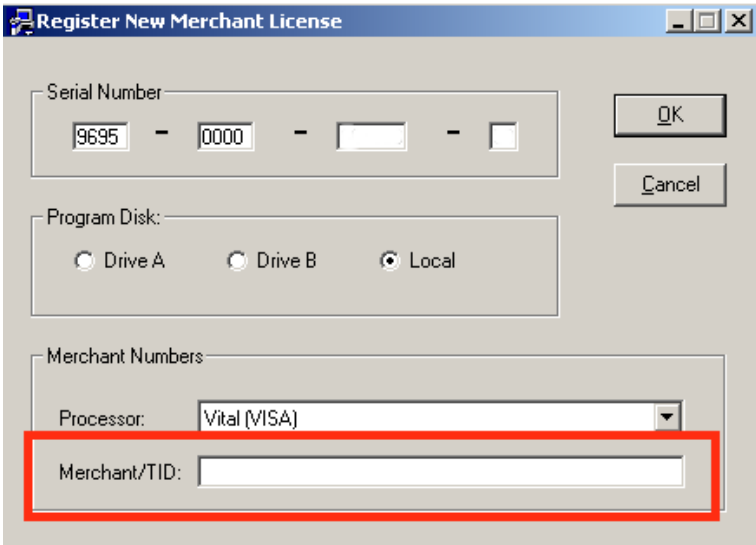 Register New Merchant License
Serial Number
9695 - 0000 - -
OK
Cancel
Program Disk:
Drive A Drive B Local
Merchant Numbers
Processor: Vital (VISA)
Merchant/TID: